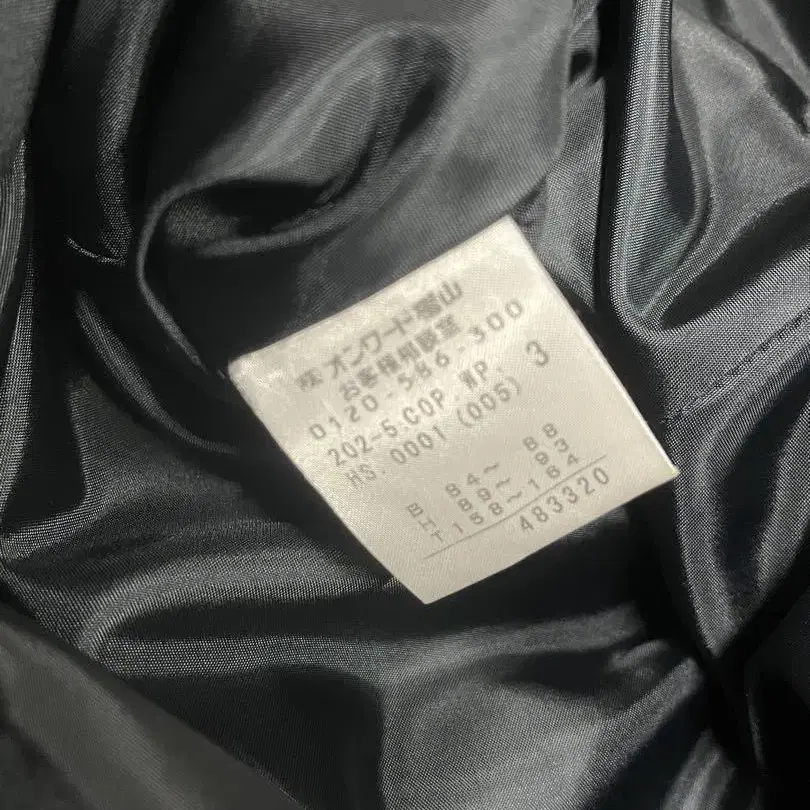 ㈱オンワード樫山
お客様相談室
0120-586-300
202-5.COP.WP.
HS.0001(005) 3
B 84～ 88
H 89～ 93
T 158～164
483320